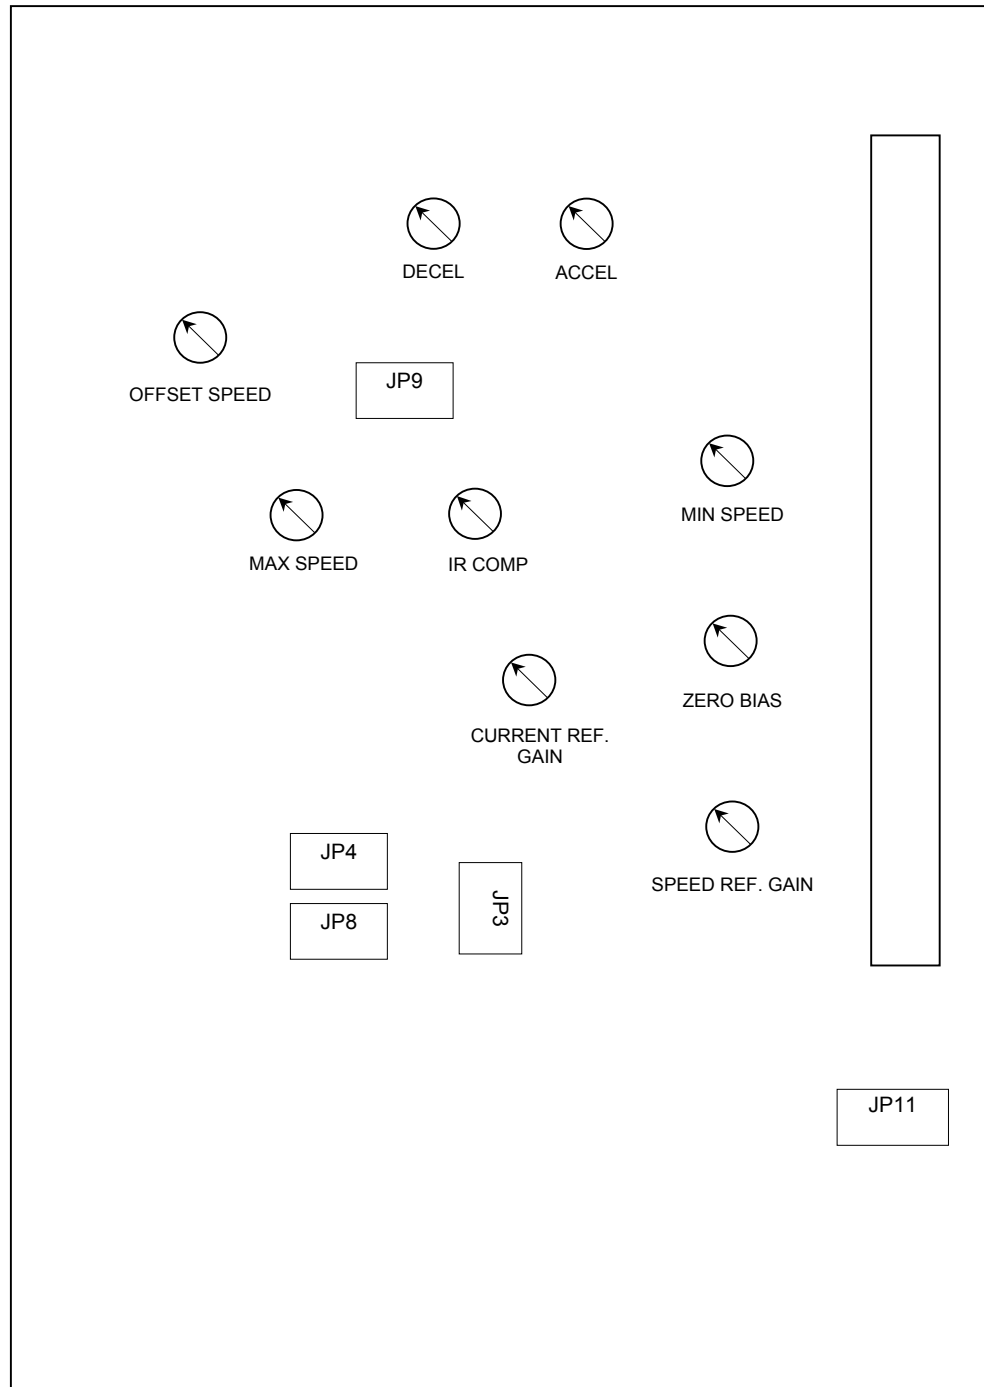 DECEL
ACCEL
OFFSET SPEED
JP9
MIN SPEED
MAX SPEED
IR COMP
ZERO BIAS
CURRENT REF.
GAIN
JP4
SPEED REF. GAIN
JP3
JP8
JP11